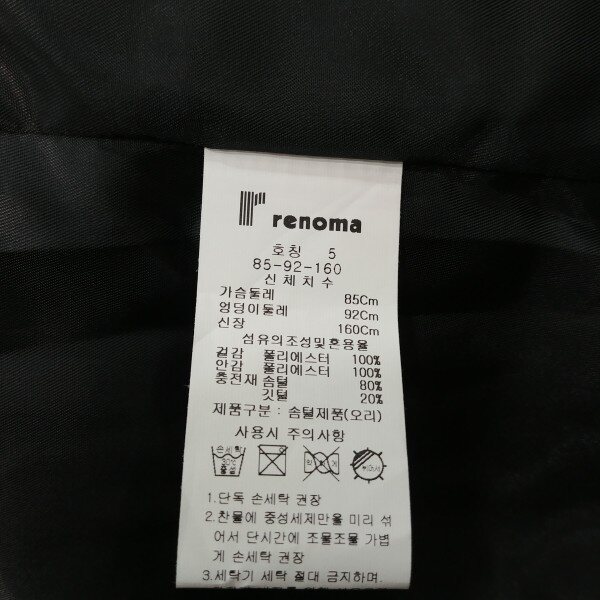 renoma
호칭 5
85-92-160
신체치수
가슴둘레 85Cm
엉덩이둘레 92Cm
신장 160Cm
섬유의조성및혼용율
겉감 폴리에스터 100%
안감 폴리에스터 100%
충전재 솜털 80%
깃털 20%
제품구분 : 솜털제품(오리)
사용시 주의사항
손세탁
1.단독 손세탁 권장
2.찬물에 중성세제만을 미리 섞
어서 단시간에 조물조물 가볍
게 손세탁 권장
3.세탁기 세탁 절대 금지하며,